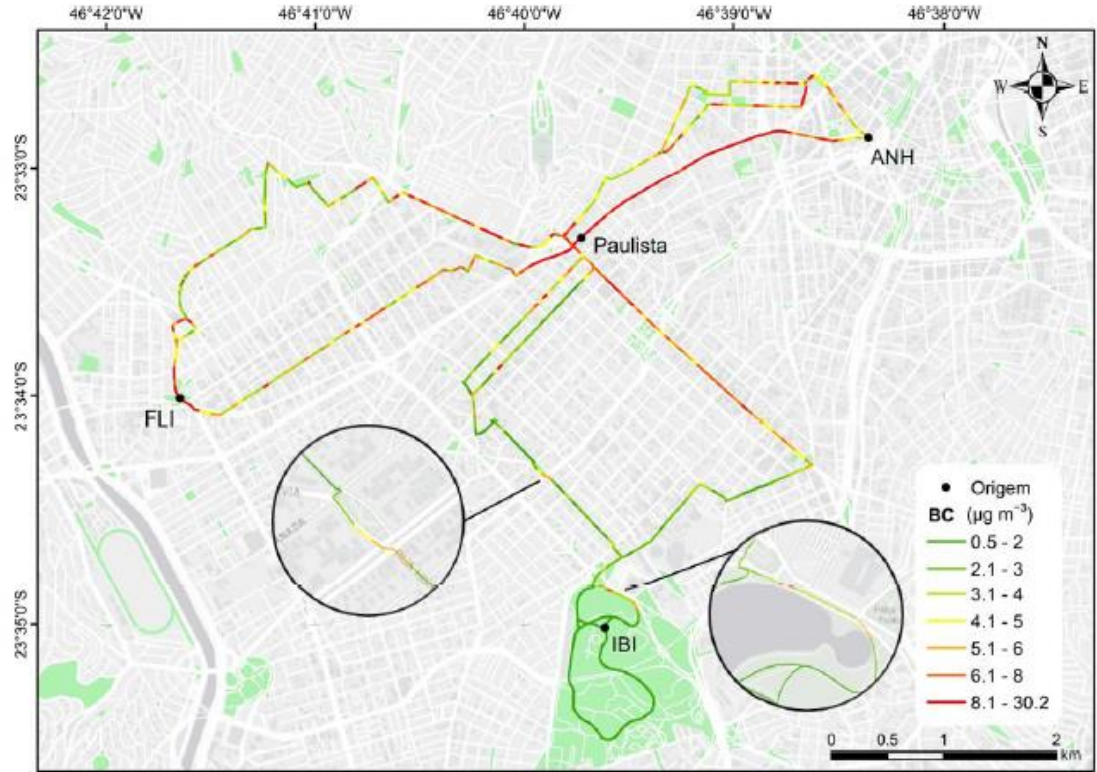 46°42'0"W 46°41'0"W 46°40'0"W 46°39'0"W 46°38'0"W
N
W E
S
23°33'0"S
ANH
Paulista
23°34'0"S
FLI
Origem
BC (µg m⁻³)
0.5 - 2
2.1 - 3
3.1 - 4
4.1 - 5
5.1 - 6
6.1 - 8
8.1 - 30.2
23°35'0"S
IBI
0 0.5 1 2
km